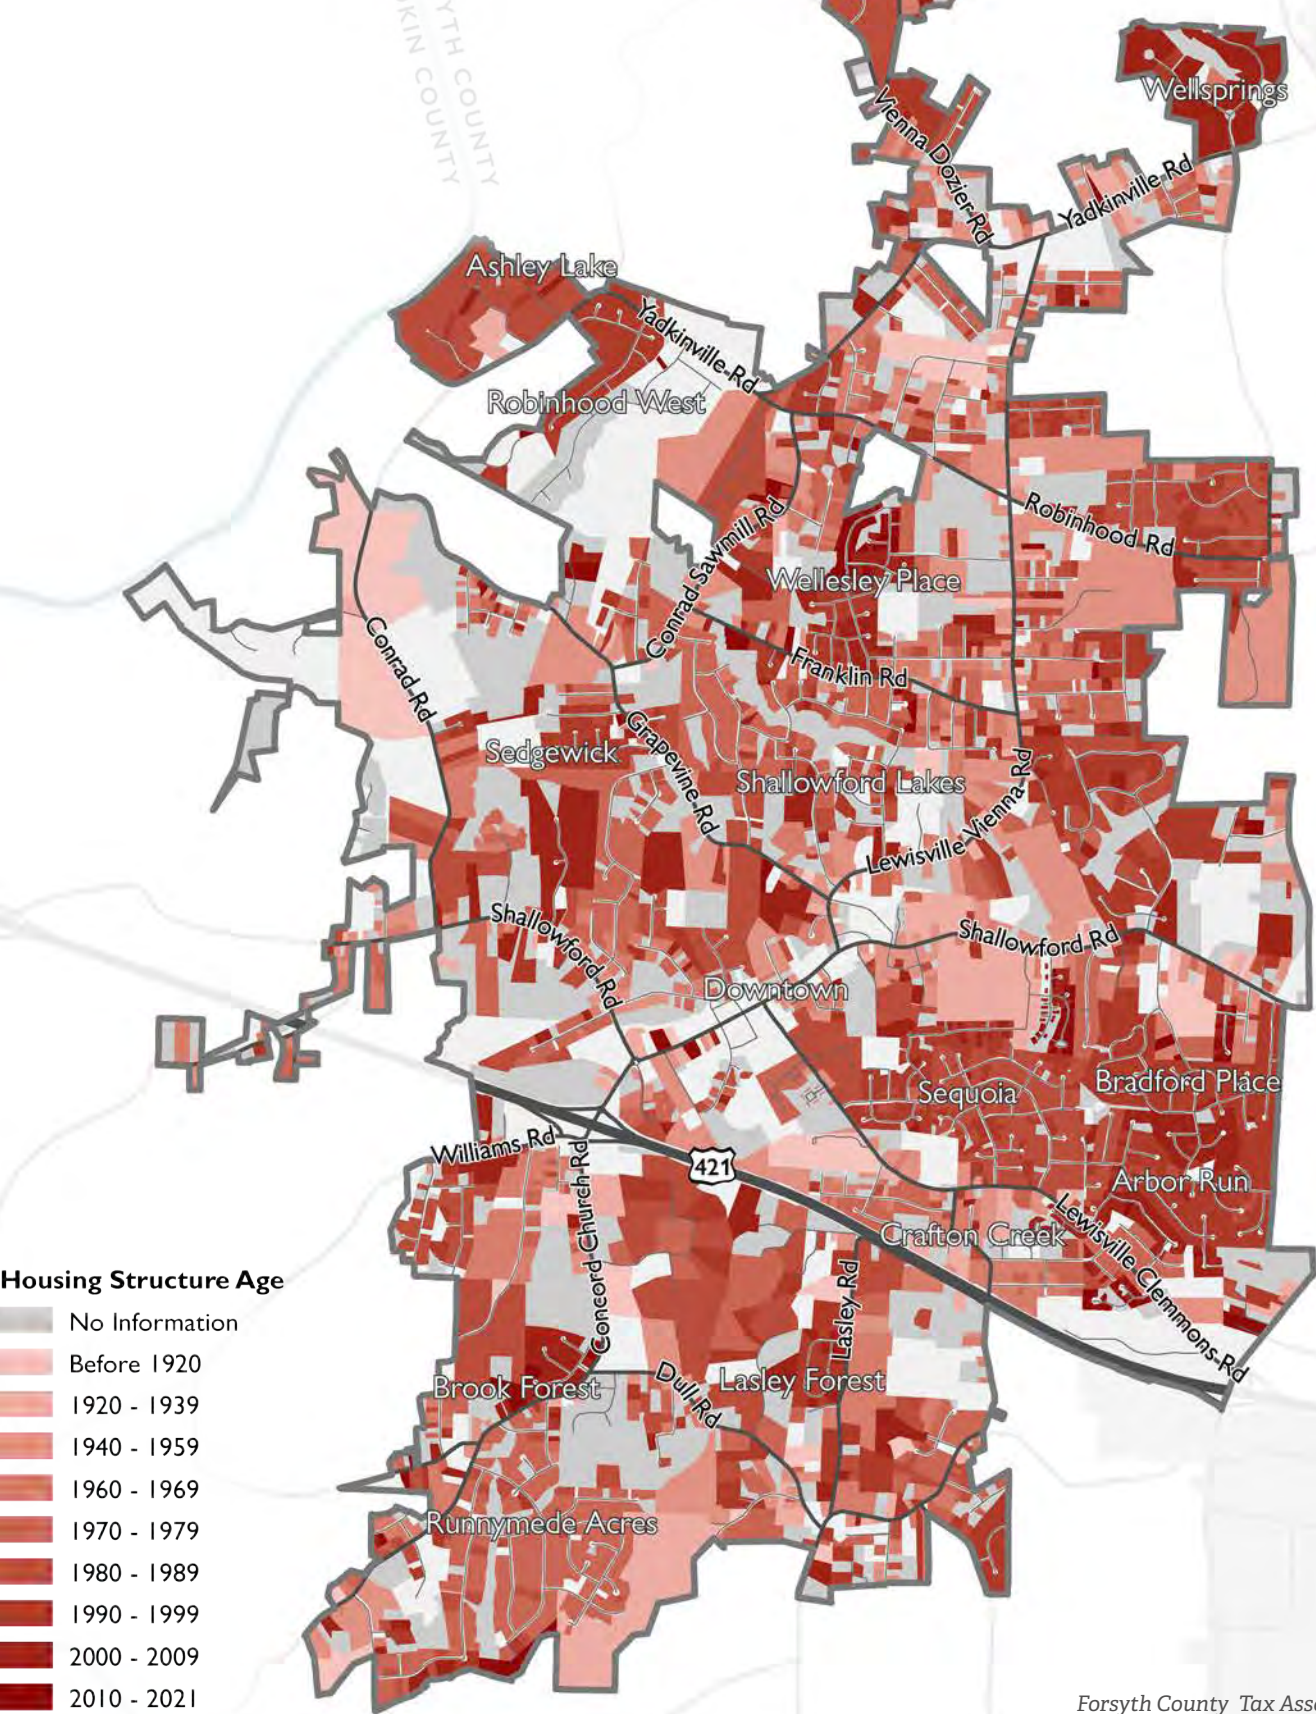 YTH COUNTY
KIN COUNTY
Wellsprings
Vienna Dozier Rd
Yadkinville Rd
Ashley Lake
Yadkinville Rd
Robinhood West
Robinhood Rd
Conrad Sawmill Rd
Wellesley Place
Conrad Rd
Franklin Rd
Sedgewick
Grapevine Rd
Shallowford Lakes
Lewisville Vienna Rd
Shallowford Rd
Shallowford Rd
Downtown
Sequoia
Bradford Place
Williams Rd
421
Arbor Run
Concord Church Rd
Crafton Creek
Lewisville Clemmons Rd
Lasley Rd
Brook Forest
Dull Rd
Lasley Forest
Runnymede Acres
Housing Structure Age
No Information
Before 1920
1920 - 1939
1940 - 1959
1960 - 1969
1970 - 1979
1980 - 1989
1990 - 1999
2000 - 2009
2010 - 2021
Forsyth County Tax Asse